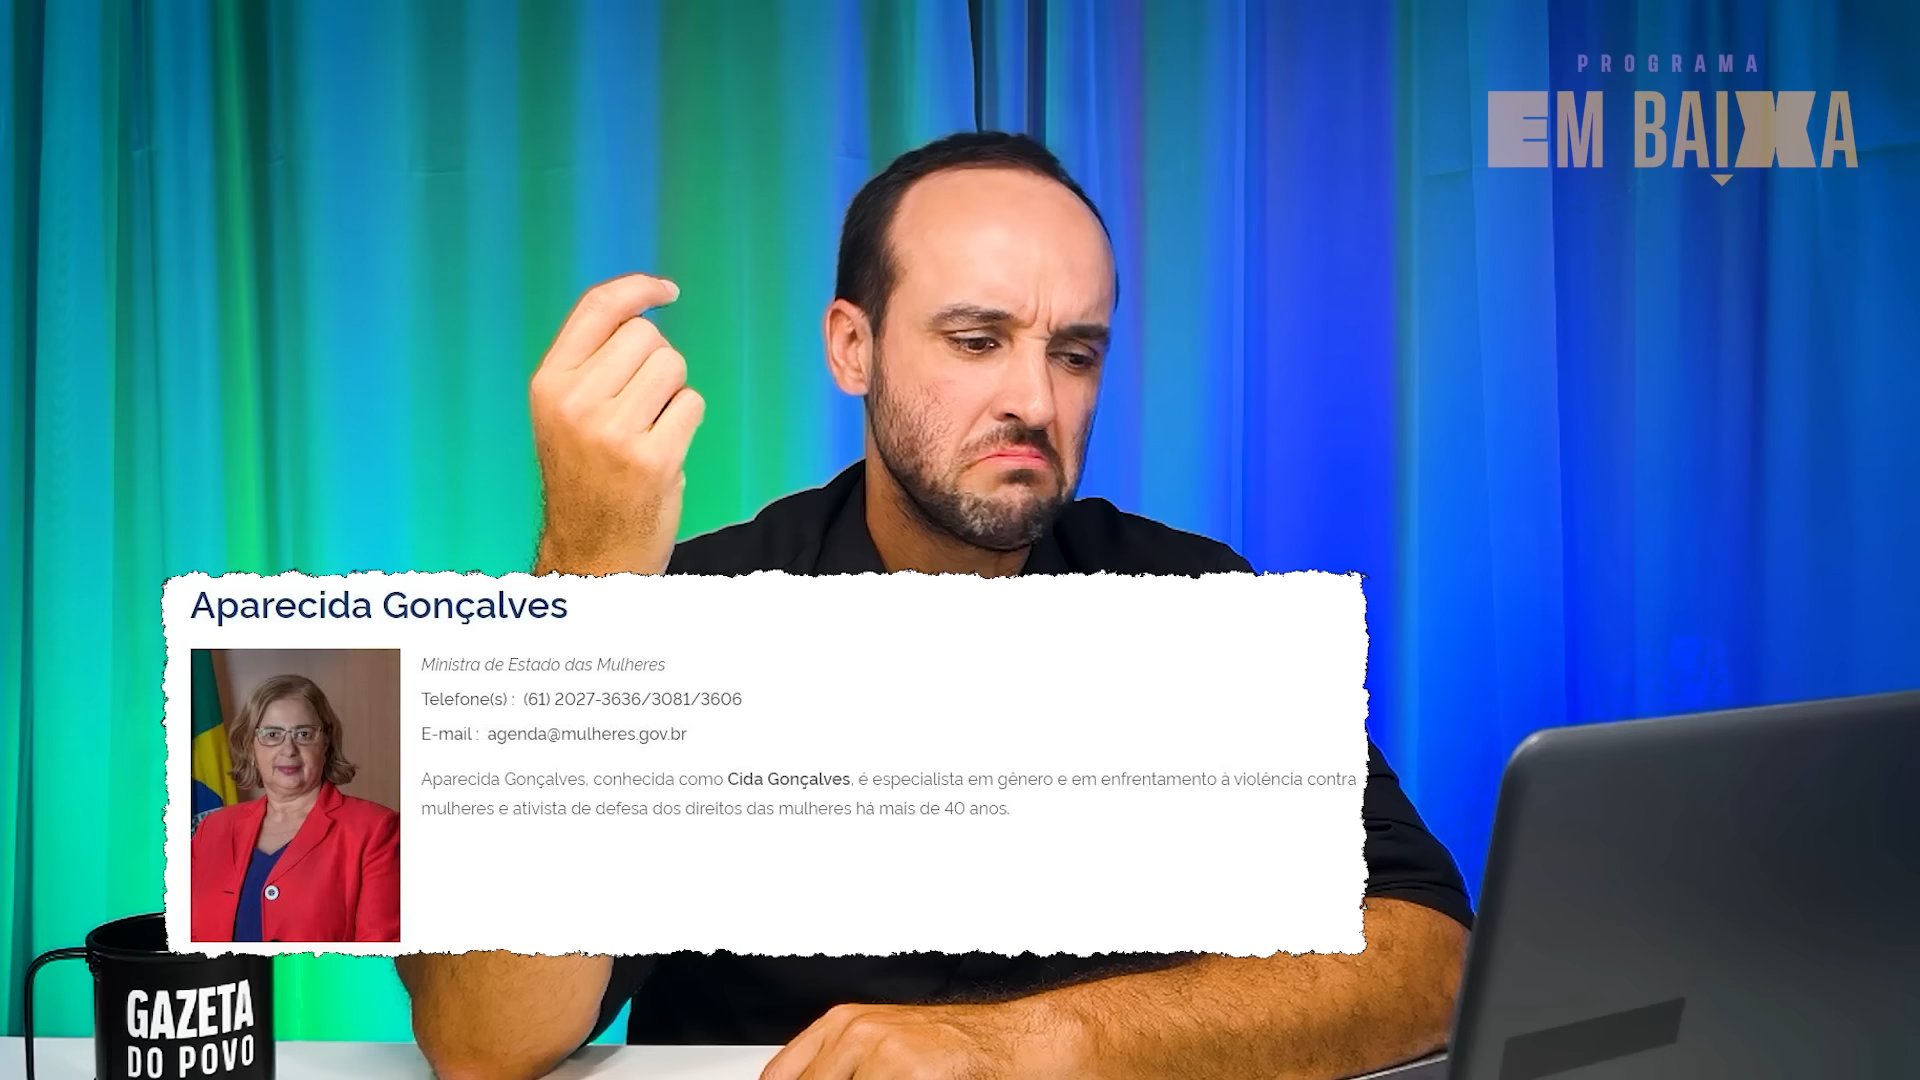 PROGRAMA
EM BAIXA
Aparecida Gonçalves
Ministra de Estado das Mulheres
Telefone(s) : (61) 2027-3636/3081/3606
E-mail : agenda@mulheres.gov.br
Aparecida Gonçalves, conhecida como Cida Gonçalves, é especialista em gênero e em enfrentamento à violência contra
mulheres e ativista de defesa dos direitos das mulheres há mais de 40 anos.
GAZETA
DO POVO